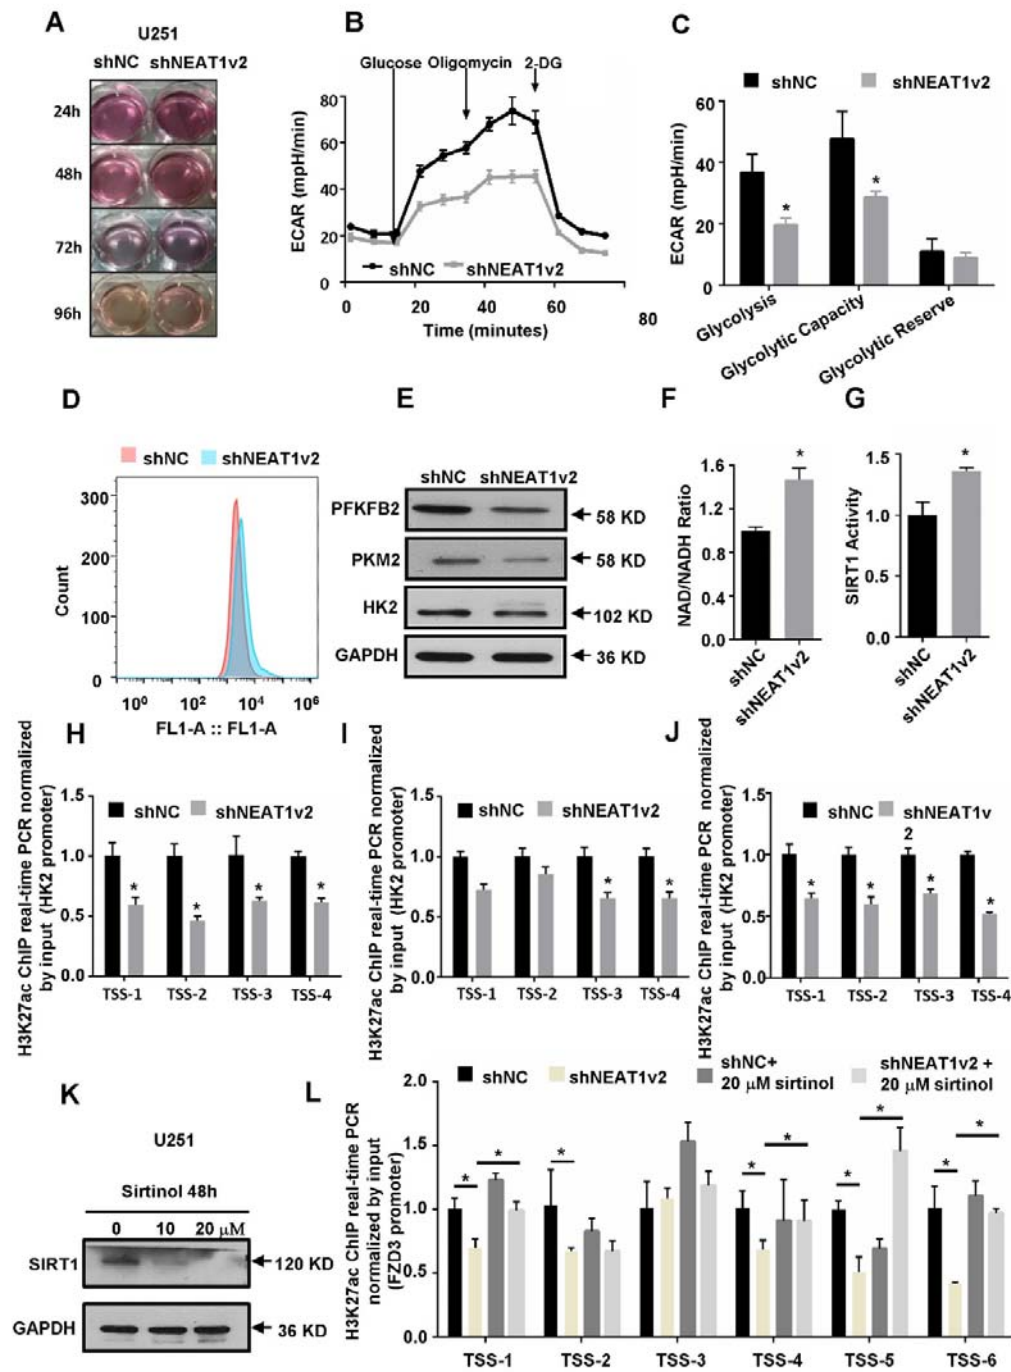 A
U251
shNC shNEAT1v2
24h
48h
72h
96h
B
Glucose Oligomycin 2-DG
ECAR (mpH/min)
80
60
40
20
0
shNC shNEAT1v2
0 20 40 60 80
Time (minutes)
C
shNC shNEAT1v2
ECAR (mpH/min)
60
40
20
0
Glycolysis
Glycolytic Capacity
Glycolytic Reserve
* *
D
shNC shNEAT1v2
Count
300
200
100
0
10^0 10^2 10^4 10^6
FL1-A :: FL1-A
E
shNC shNEAT1v2
PFKFB2 58 KD
PKM2 58 KD
HK2 102 KD
GAPDH 36 KD
F
NAD/NADH Ratio
1.6
1.2
0.8
0.4
0.0
*
shNC
shNEAT1v2
G
SIRT1 Activity
1.5
1.0
0.5
0.0
*
shNC
shNEAT1v2
H
H3K27ac ChIP real-time PCR normalized
by input (HK2 promoter)
shNC shNEAT1v2
1.5
1.0
0.5
0.0
* * * *
TSS-1 TSS-2 TSS-3 TSS-4
I
H3K27ac ChIP real-time PCR normalized
by input (HK2 promoter)
shNC shNEAT1v2
1.5
1.0
0.5
0.0
* *
TSS-1 TSS-2 TSS-3 TSS-4
J
H3K27ac ChIP real-time PCR normalized
by input (HK2 promoter)
shNC shNEAT1v
2
1.5
1.0
0.5
0.0
* * * *
TSS-1 TSS-2 TSS-3 TSS-4
K
U251
Sirtinol 48h
0 10 20 μM
SIRT1 120 KD
GAPDH 36 KD
L
shNC shNEAT1v2 shNC+ shNEAT1v2 +
20 μM sirtinol 20 μM sirtinol
H3K27ac ChIP real-time PCR
normalized by input
(FZD3 promoter)
2.0
1.5
1.0
0.5
0.0
* * * * * * * * *
TSS-1 TSS-2 TSS-3 TSS-4 TSS-5 TSS-6